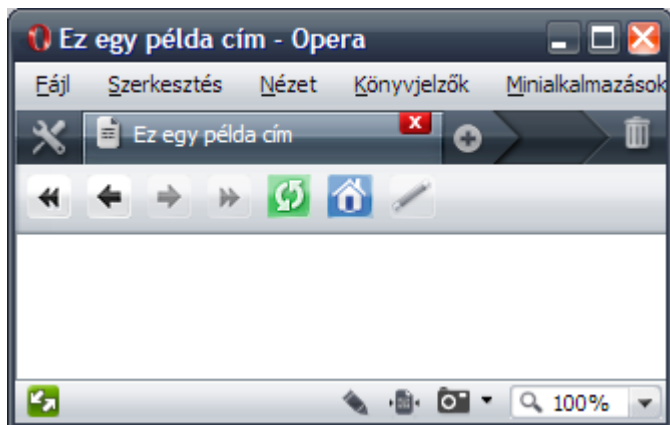 Ez egy példa cím - Opera
Fájl Szerkesztés Nézet Könyvjelzők Minialkalmazások
Ez egy példa cím
100%